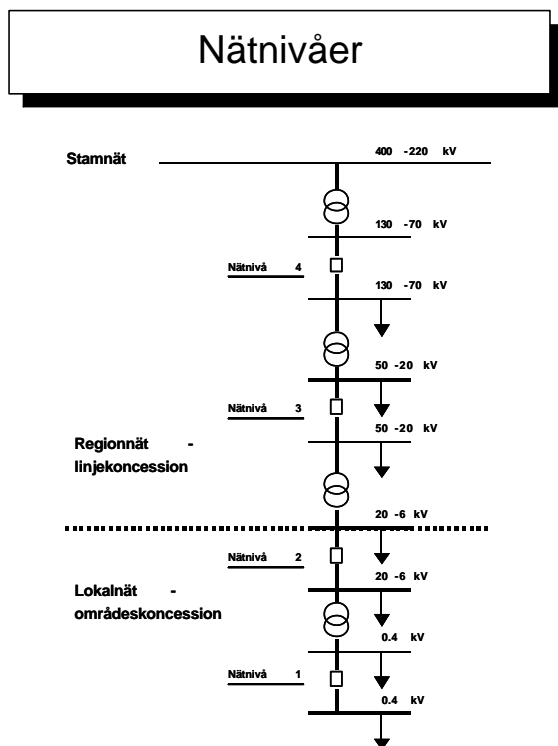 Nätnivåer
Stamnät
400 -220 kV
130 -70 kV
Nätnivå 4
130 -70 kV
50 -20 kV
Nätnivå 3
50 -20 kV
Regionnät -
linjekoncession
20 -6 kV
Nätnivå 2
20 -6 kV
Lokalnät -
områdeskoncession
0.4 kV
Nätnivå 1
0.4 kV